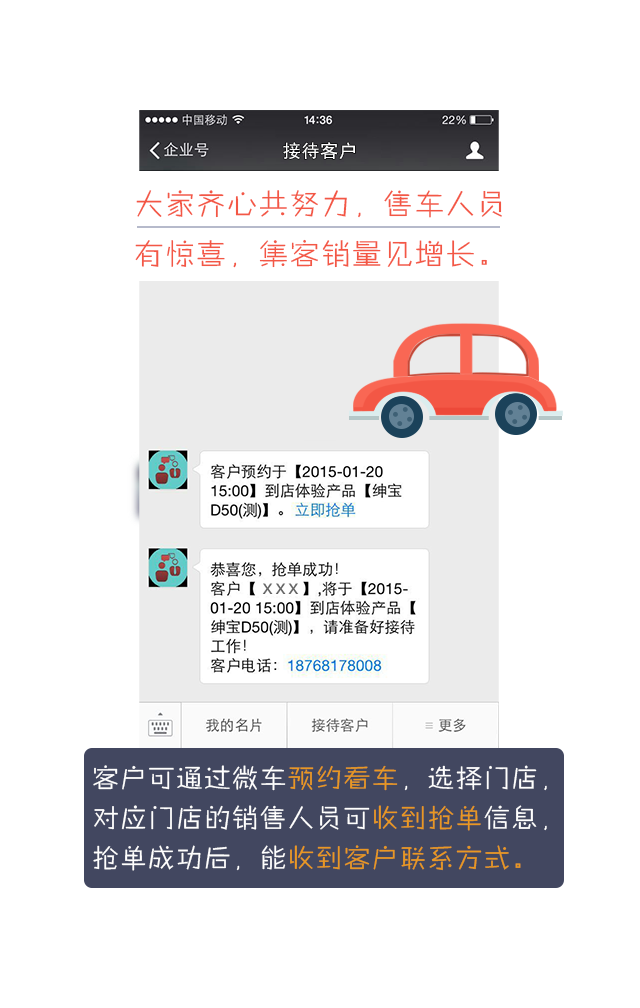 中国移动 14:36 22%
企业号 接待客户
大家齐心共努力，售车人员
有惊喜，集客销量见增长。
客户预约于【2015-01-20
15:00】到店体验产品【绅宝
D50(测)】。立即抢单
恭喜您，抢单成功！
客户【 XXX 】,将于【2015-
01-20 15:00】到店体验产品【
绅宝D50(测)】，请准备好接待
工作！
客户电话：18768178008
我的名片 接待客户 更多
客户可通过微车预约看车，选择门店，
对应门店的销售人员可收到抢单信息，
抢单成功后，能收到客户联系方式。